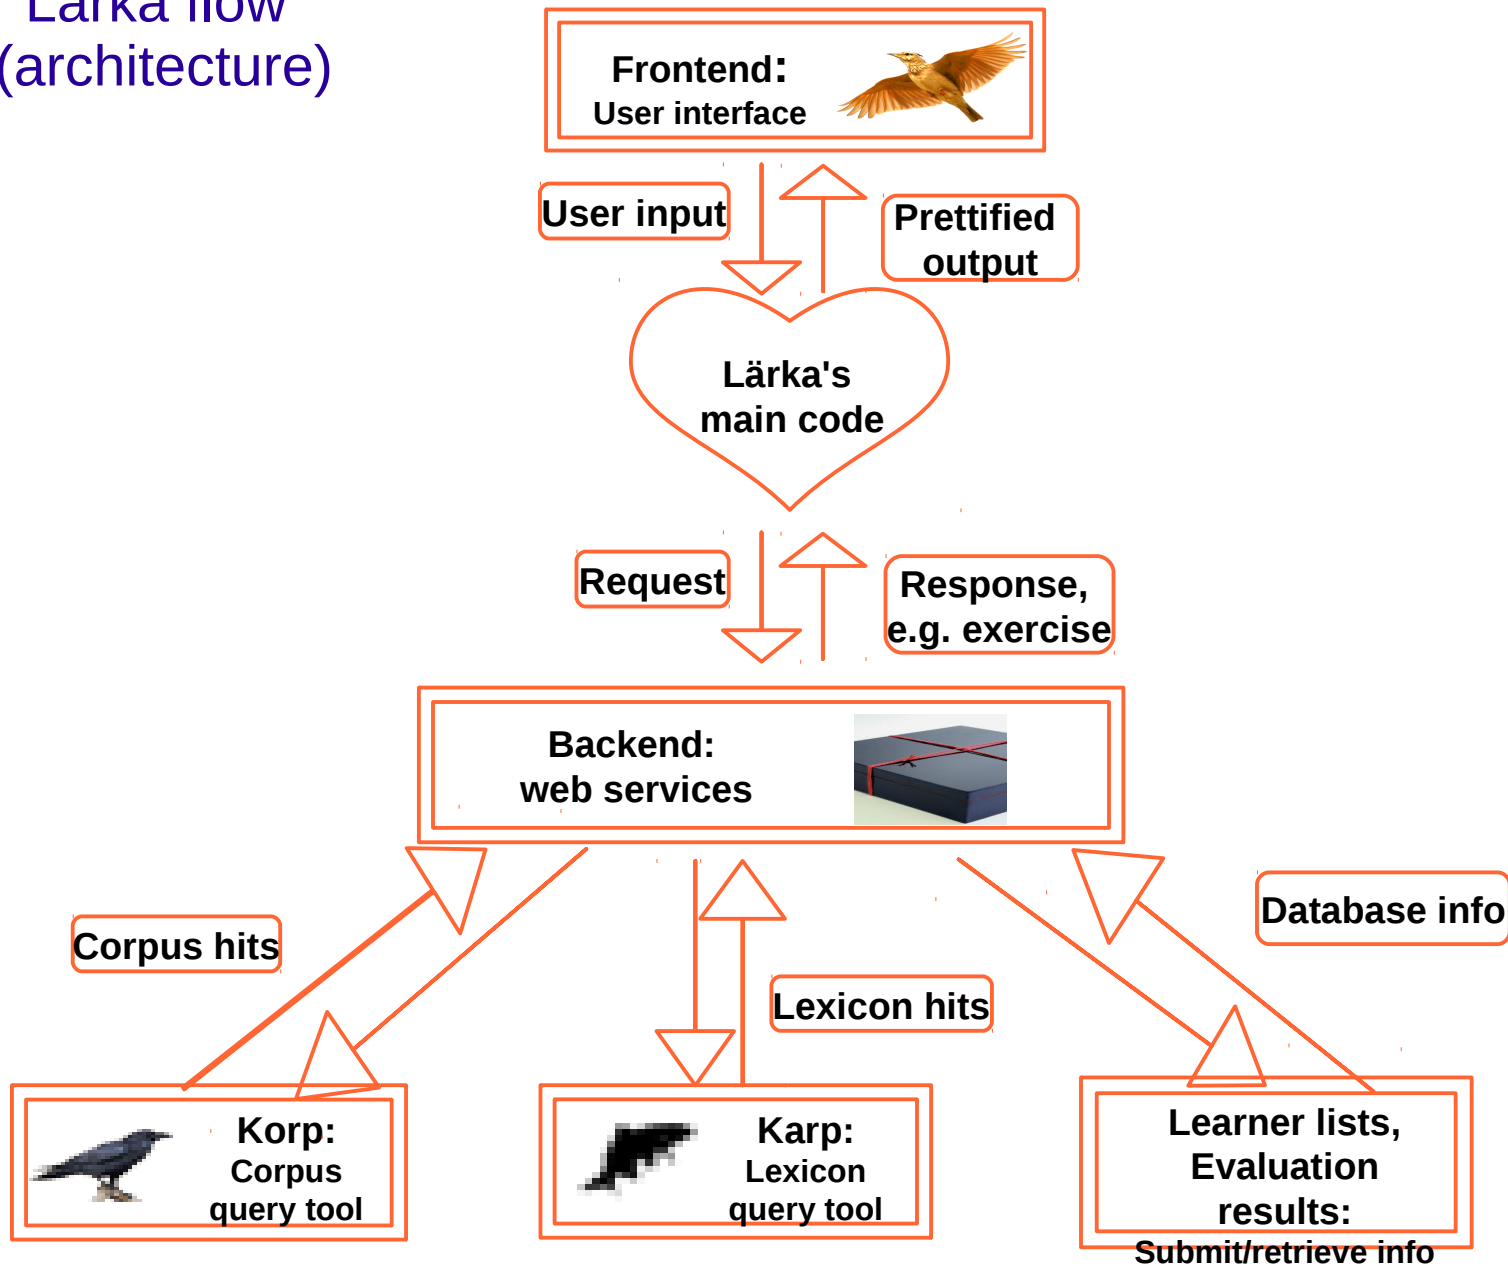 Lärka flow
(architecture)
Frontend:
User interface
User input
Prettified
output
Lärka's
main code
Request
Response,
e.g. exercise
Backend:
web services
Corpus hits
Database info
Lexicon hits
Korp:
Corpus
query tool
Karp:
Lexicon
query tool
Learner lists,
Evaluation
results:
Submit/retrieve info